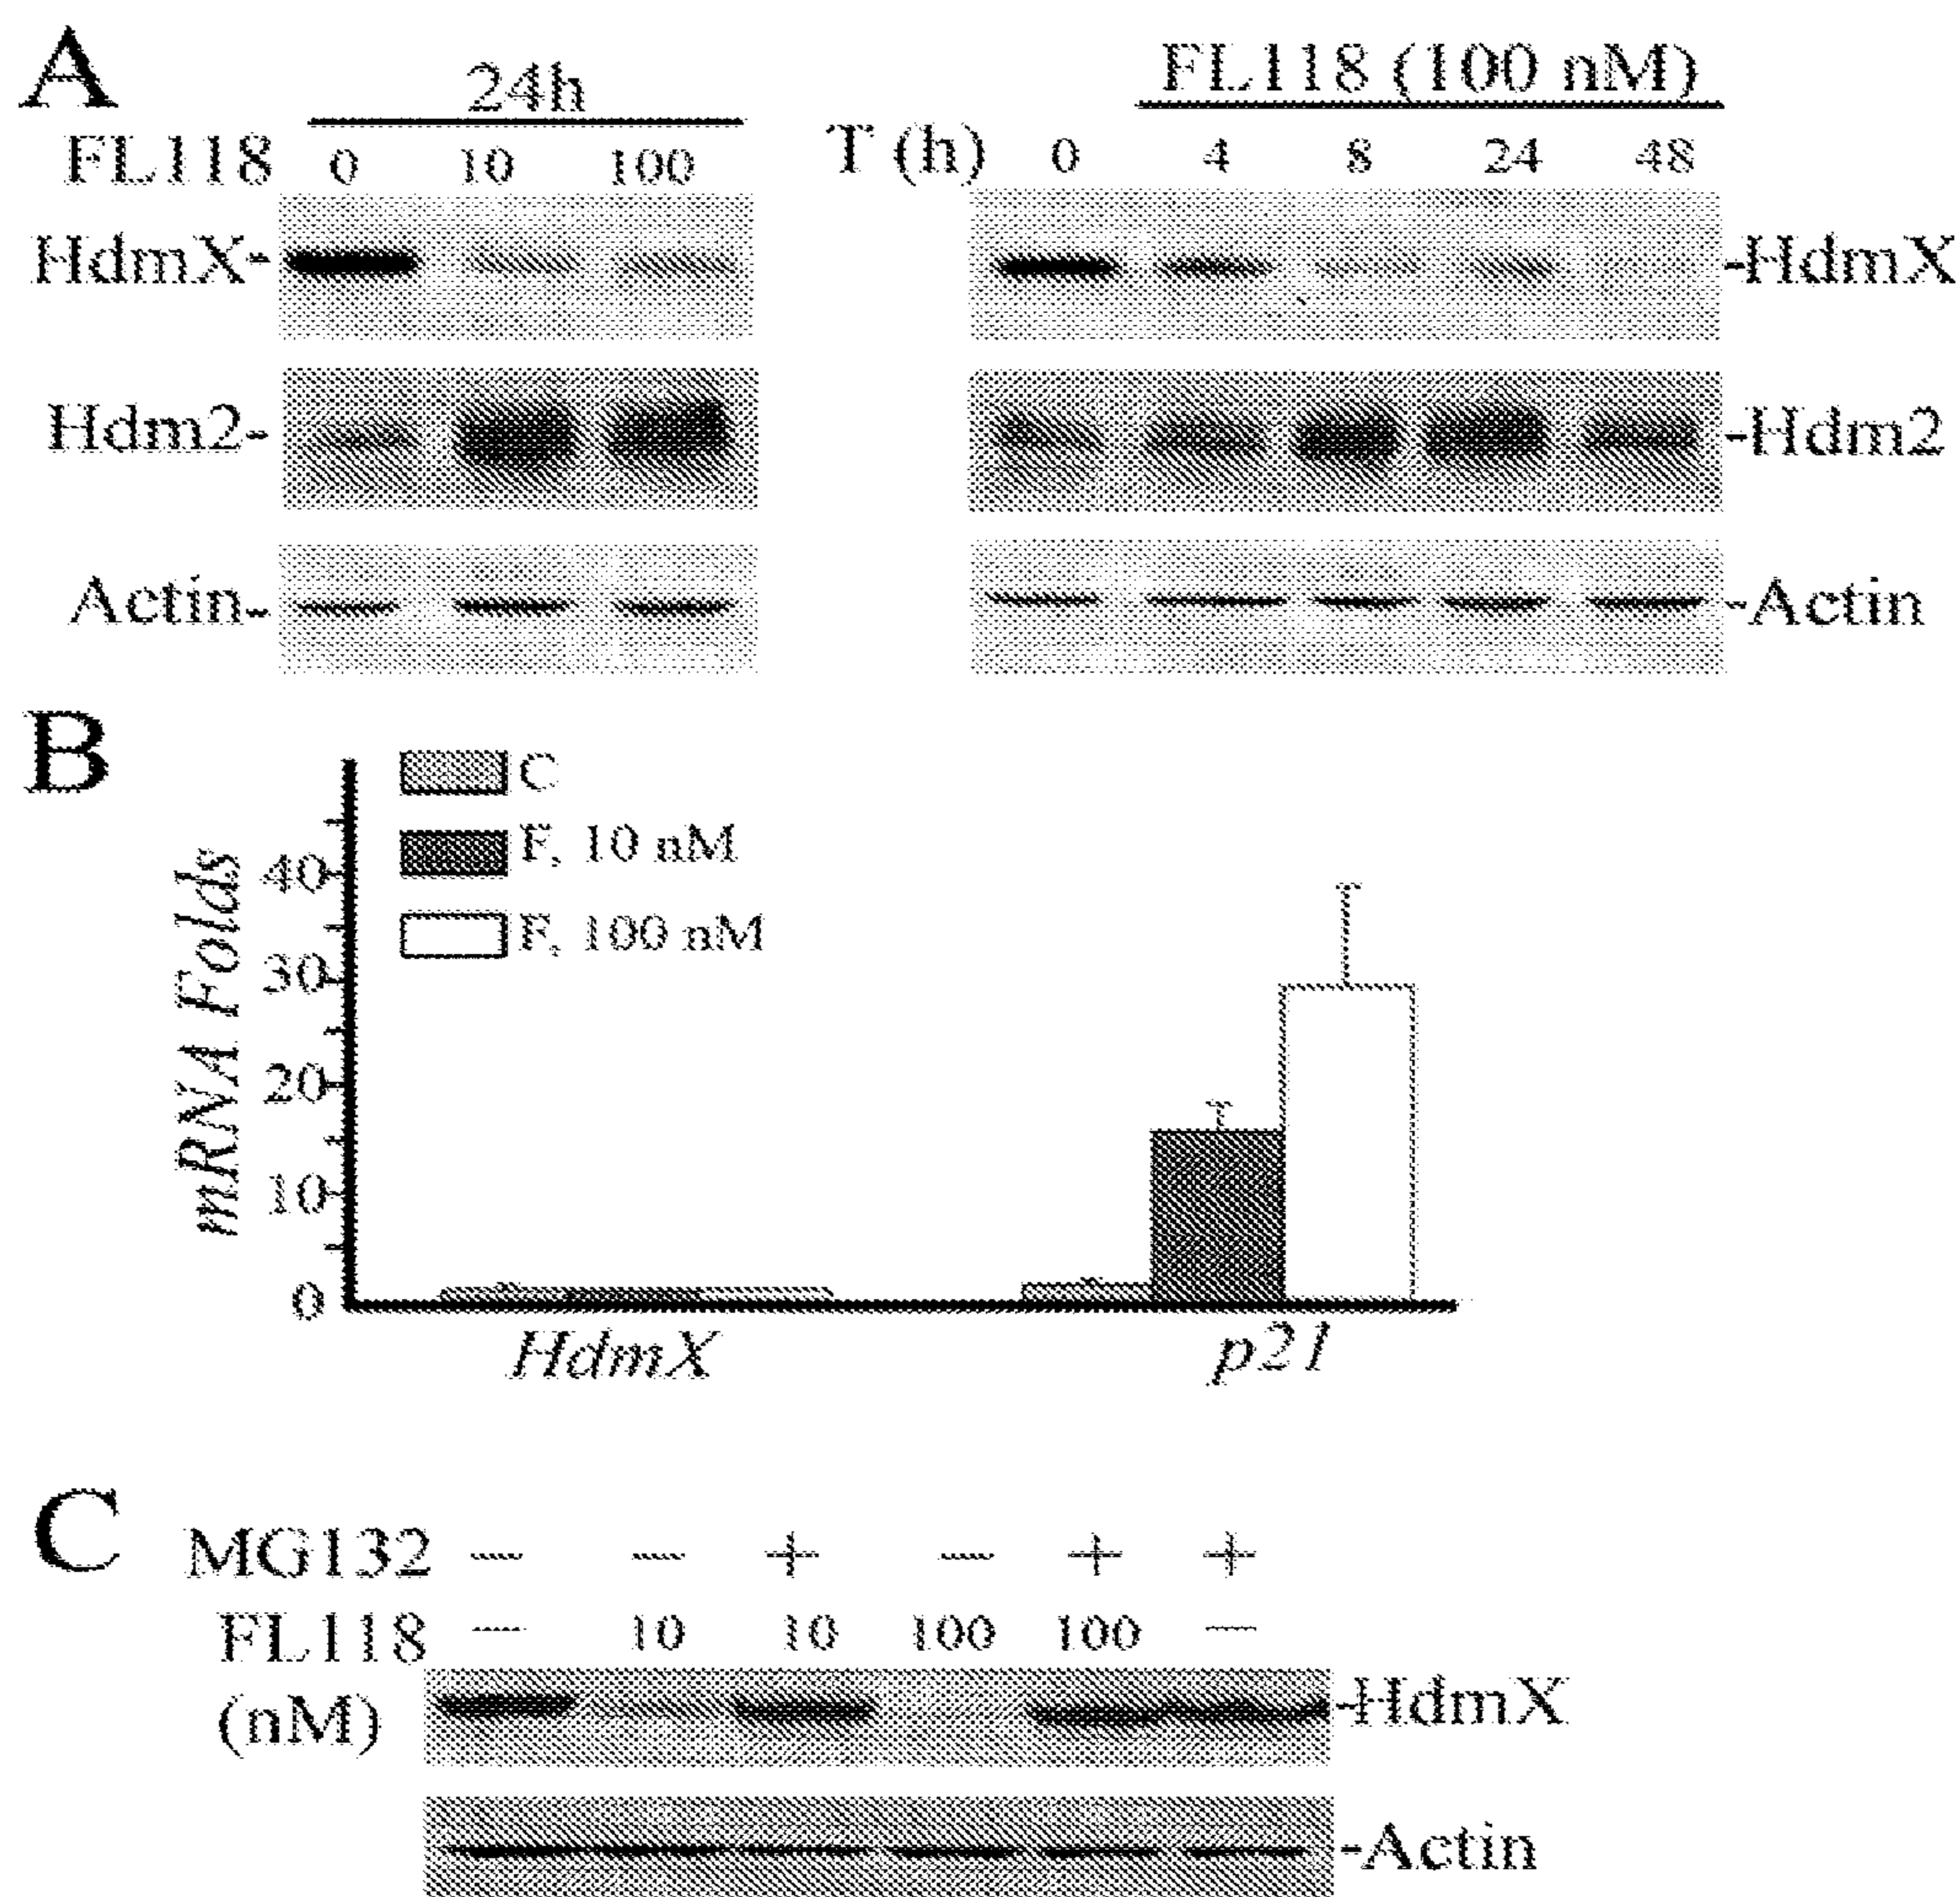 A
24h
FL118 (100 nM)
FL118 0 10 100
T (h) 0 4 8 24 48
HdmX-
-HdmX
Hdm2-
-Hdm2
Actin-
-Actin
B
C
F, 10 nM
F, 100 nM
mRNA Folds
40
30
20
10
0
HdmX
p21
C
MG132 – – + – + +
FL118 – 10 10 100 100 –
(nM)
-HdmX
-Actin